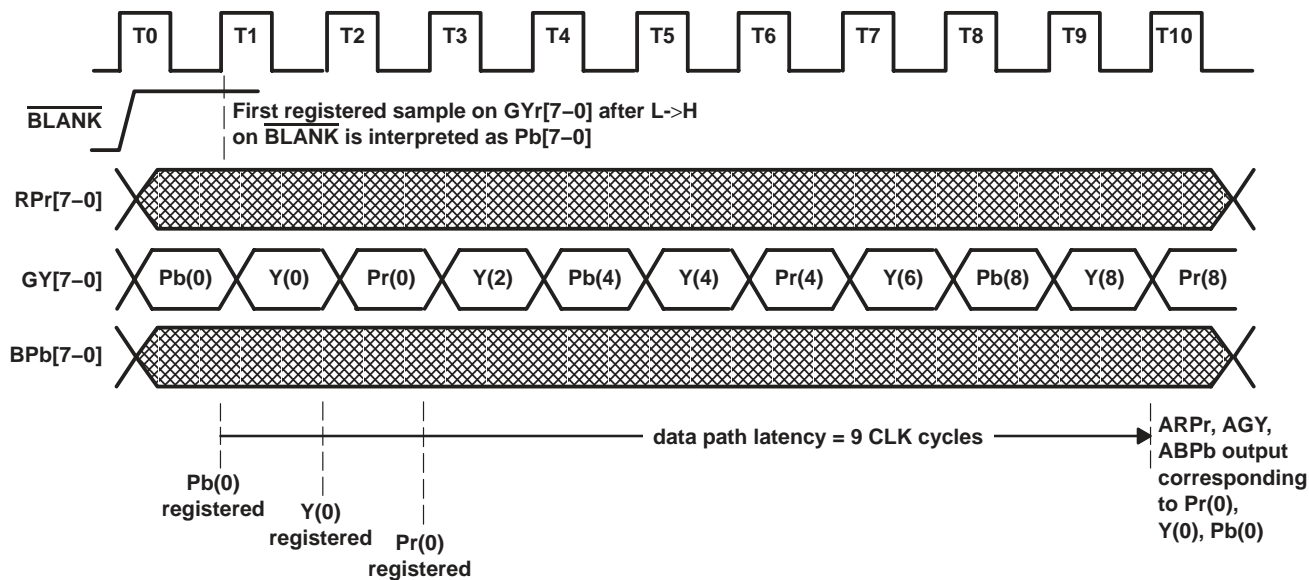 T0 T1 T2 T3 T4 T5 T6 T7 T8 T9 T10
BLANK
First registered sample on GYr[7–0] after L->H
on BLANK is interpreted as Pb[7–0]
RPr[7–0]
GY[7–0] Pb(0) Y(0) Pr(0) Y(2) Pb(4) Y(4) Pr(4) Y(6) Pb(8) Y(8) Pr(8)
BPb[7–0]
data path latency = 9 CLK cycles
ARPr, AGY,
ABPb output
corresponding
to Pr(0),
Y(0), Pb(0)
Pb(0)
registered
Y(0)
registered
Pr(0)
registered